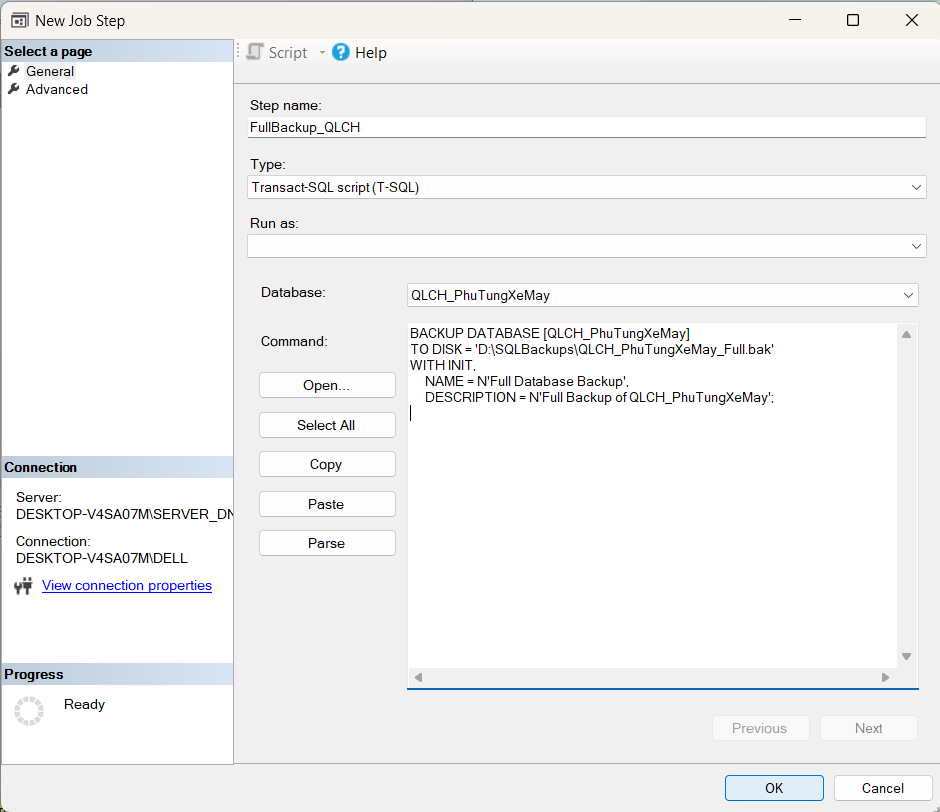 New Job Step
Select a page
General
Advanced
Script
Help
Step name:
FullBackup_QLCH
Type:
Transact-SQL script (T-SQL)
Run as:
Database:
QLCH_PhuTungXeMay
Command:
BACKUP DATABASE [QLCH_PhuTungXeMay]
TO DISK = 'D:\SQLBackups\QLCH_PhuTungXeMay_Full.bak'
WITH INIT,
NAME = N'Full Database Backup',
DESCRIPTION = N'Full Backup of QLCH_PhuTungXeMay';
Open...
Select All
Copy
Paste
Parse
Connection
Server:
DESKTOP-V4SA07M\SERVER_DN
Connection:
DESKTOP-V4SA07M\DELL
View connection properties
Progress
Ready
Previous
Next
OK
Cancel